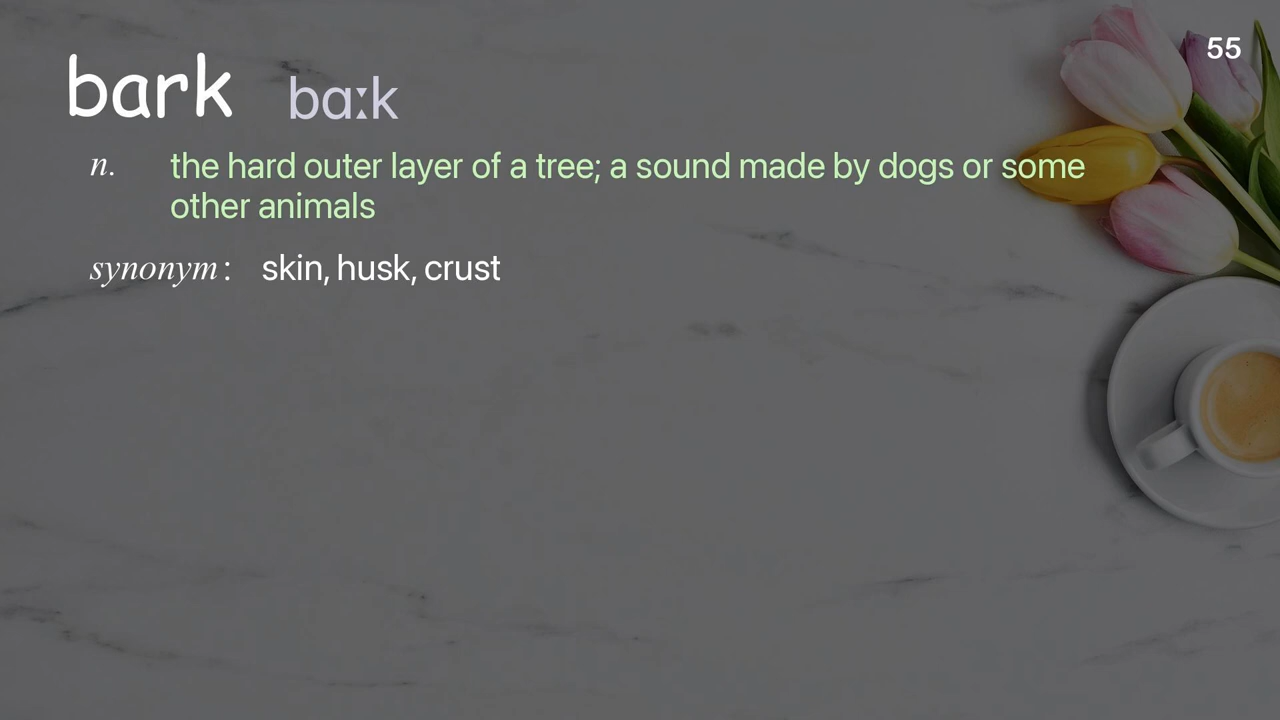 55
bark bɑːk
n. the hard outer layer of a tree; a sound made by dogs or some
other animals
synonym: skin, husk, crust